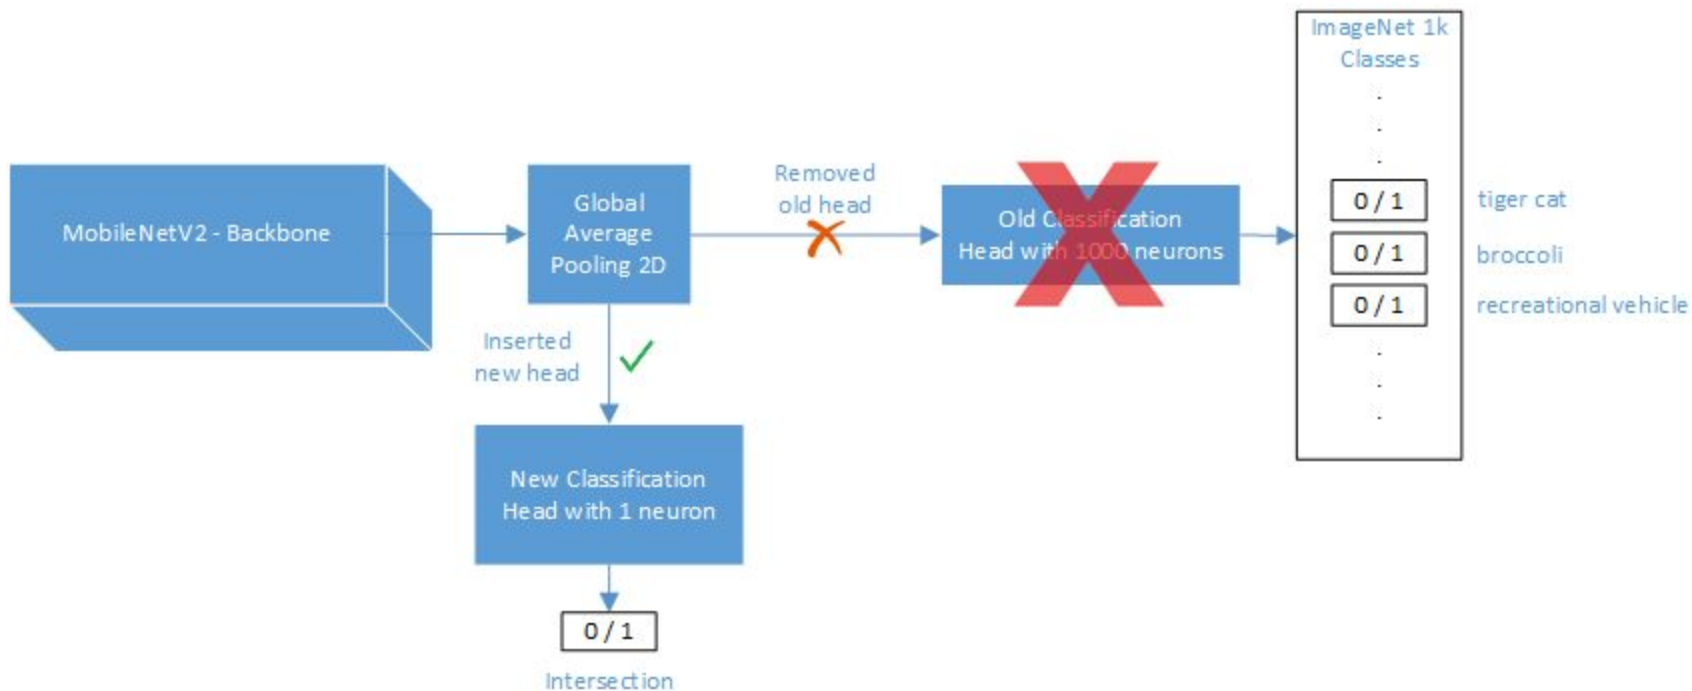 ImageNet 1k
Classes
.
.
.
MobileNetV2 - Backbone
Global
Average
Pooling 2D
Removed
old head
Old Classification
Head with 1000 neurons
0 / 1
tiger cat
0 / 1
broccoli
0 / 1
recreational vehicle
.
.
.
Inserted
new head
New Classification
Head with 1 neuron
0 / 1
Intersection